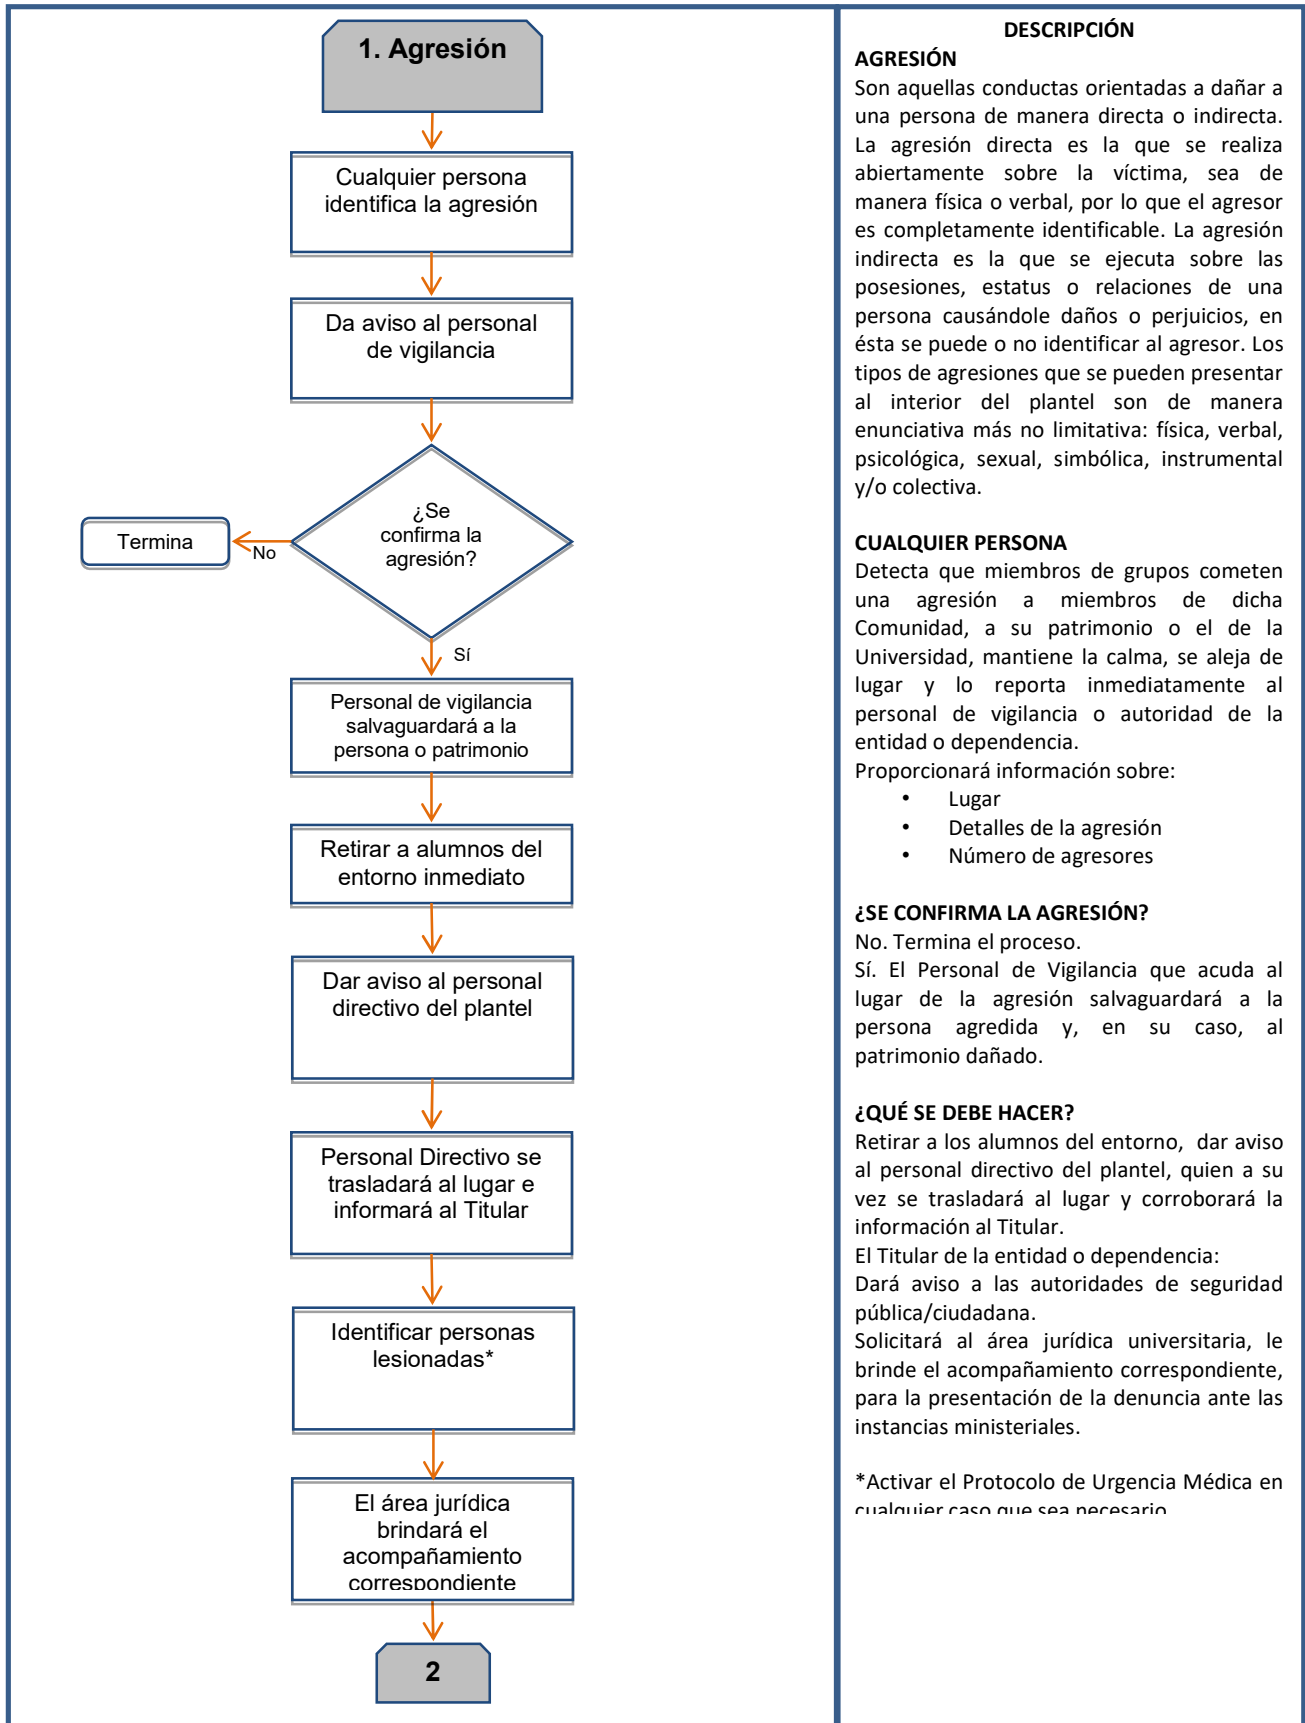 1. Agresión
Cualquier persona
identifica la agresión
Da aviso al personal
de vigilancia
¿Se
confirma la
agresión?
No
Termina
Sí
Personal de vigilancia
salvaguardará a la
persona o patrimonio
Retirar a alumnos del
entorno inmediato
Dar aviso al personal
directivo del plantel
Personal Directivo se
trasladará al lugar e
informará al Titular
Identificar personas
lesionadas*
El área jurídica
brindará el
acompañamiento
correspondiente
2
DESCRIPCIÓN
AGRESIÓN
Son aquellas conductas orientadas a dañar a
una persona de manera directa o indirecta.
La agresión directa es la que se realiza
abiertamente sobre la víctima, sea de
manera física o verbal, por lo que el agresor
es completamente identificable. La agresión
indirecta es la que se ejecuta sobre las
posesiones, estatus o relaciones de una
persona causándole daños o perjuicios, en
ésta se puede o no identificar al agresor. Los
tipos de agresiones que se pueden presentar
al interior del plantel son de manera
enunciativa más no limitativa: física, verbal,
psicológica, sexual, simbólica, instrumental
y/o colectiva.
CUALQUIER PERSONA
Detecta que miembros de grupos cometen
una agresión a miembros de dicha
Comunidad, a su patrimonio o el de la
Universidad, mantiene la calma, se aleja de
lugar y lo reporta inmediatamente al
personal de vigilancia o autoridad de la
entidad o dependencia.
Proporcionará información sobre:
• Lugar
• Detalles de la agresión
• Número de agresores
¿SE CONFIRMA LA AGRESIÓN?
No. Termina el proceso.
Sí. El Personal de Vigilancia que acuda al
lugar de la agresión salvaguardará a la
persona agredida y, en su caso, al
patrimonio dañado.
¿QUÉ SE DEBE HACER?
Retirar a los alumnos del entorno, dar aviso
al personal directivo del plantel, quien a su
vez se trasladará al lugar y corroborará la
información al Titular.
El Titular de la entidad o dependencia:
Dará aviso a las autoridades de seguridad
pública/ciudadana.
Solicitará al área jurídica universitaria, le
brinde el acompañamiento correspondiente,
para la presentación de la denuncia ante las
instancias ministeriales.
*Activar el Protocolo de Urgencia Médica en
cualquier caso que sea necesario